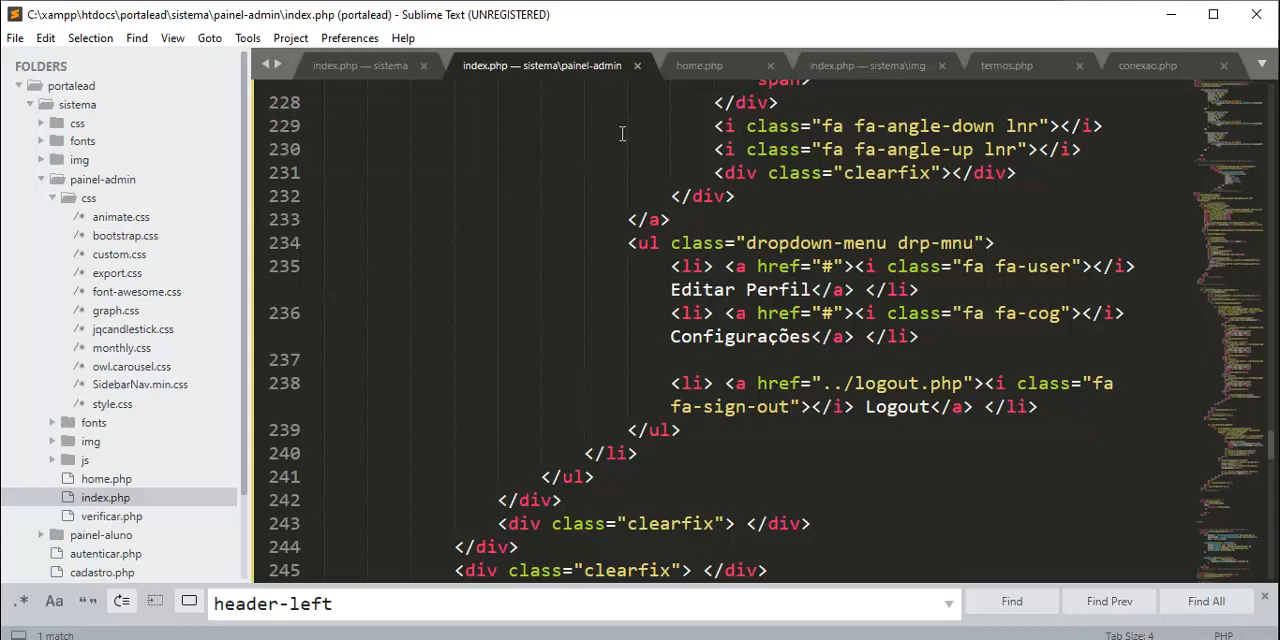 C:\xampp\htdocs\portalead\sistema\painel-admin\index.php (portalead) - Sublime Text (UNREGISTERED)
File Edit Selection Find View Goto Tools Project Preferences Help
FOLDERS
portalead
sistema
css
fonts
img
painel-admin
css
/* animate.css
/* bootstrap.css
/* custom.css
/* export.css
/* font-awesome.css
/* graph.css
/* jqcandlestick.css
/* monthly.css
/* owl.carousel.css
/* SidebarNav.min.css
/* style.css
fonts
img
js
home.php
index.php
verificar.php
painel-aluno
autenticar.php
cadastro.php
index.php — sistema index.php — sistema\painel-admin home.php index.php — sistema\img termos.php conexao.php
span>
228 </div>
229 <i class="fa fa-angle-down lnr"></i>
230 <i class="fa fa-angle-up lnr"></i>
231 <div class="clearfix"></div>
232 </div>
233 </a>
234 <ul class="dropdown-menu drp-mnu">
235 <li> <a href="#"><i class="fa fa-user"></i>
Editar Perfil</a> </li>
236 <li> <a href="#"><i class="fa fa-cog"></i>
Configurações</a> </li>
237
238 <li> <a href="../logout.php"><i class="fa
fa-sign-out"></i> Logout</a> </li>
239 </ul>
240 </li>
241 </ul>
242 </div>
243 <div class="clearfix"> </div>
244 </div>
245 <div class="clearfix"> </div>
.* Aa “” header-left Find Find Prev Find All
1 match Tab Size: 4 PHP